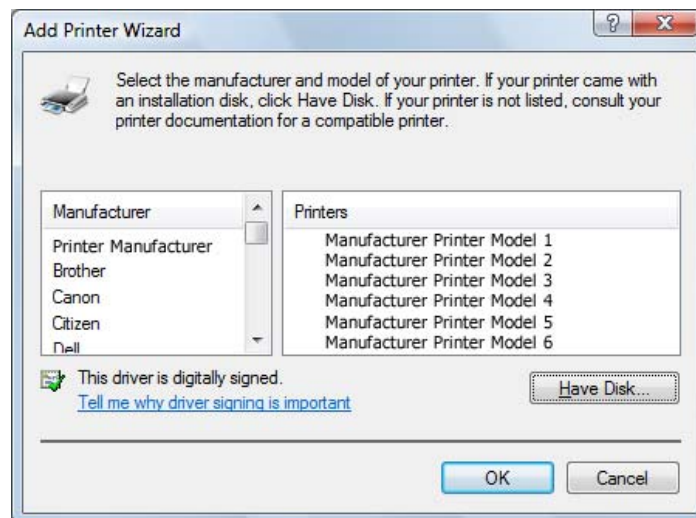 Add Printer Wizard
Select the manufacturer and model of your printer. If your printer came with
an installation disk, click Have Disk. If your printer is not listed, consult your
printer documentation for a compatible printer.
Manufacturer
Printer Manufacturer
Brother
Canon
Citizen
Dell
Printers
Manufacturer Printer Model 1
Manufacturer Printer Model 2
Manufacturer Printer Model 3
Manufacturer Printer Model 4
Manufacturer Printer Model 5
Manufacturer Printer Model 6
This driver is digitally signed.
Tell me why driver signing is important
Have Disk...
OK
Cancel